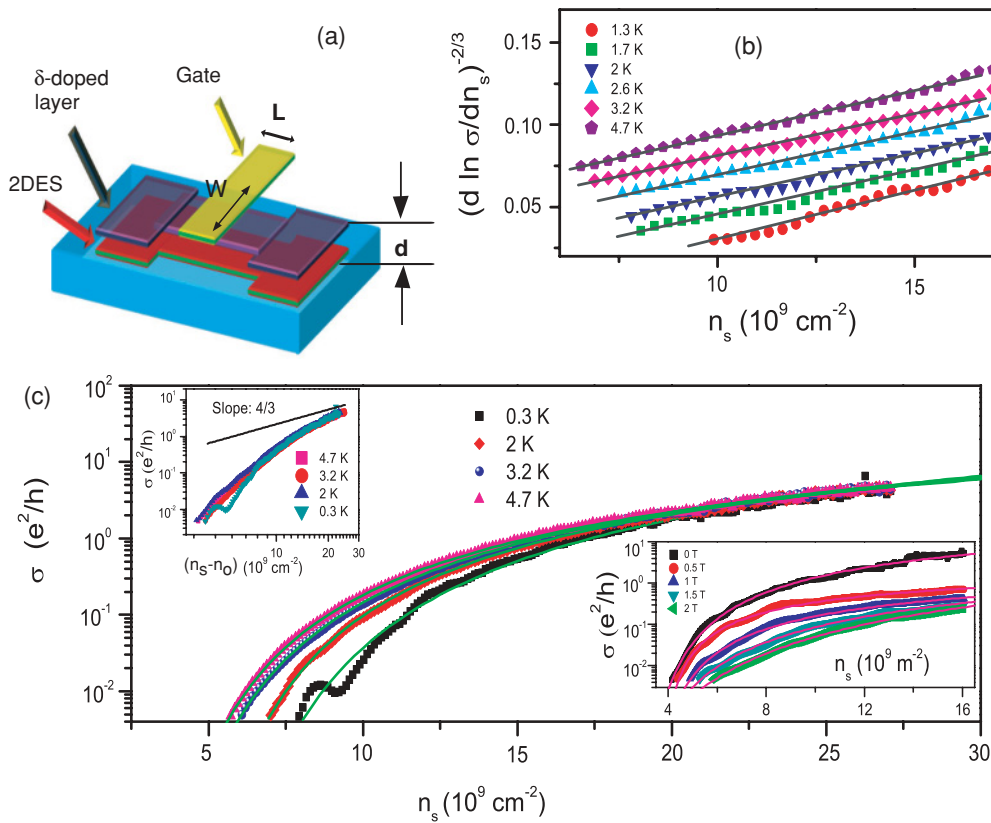 (a)
δ-doped
layer
Gate
L
2DES
W
d
(b)
1.3 K
1.7 K
2 K
2.6 K
3.2 K
4.7 K
0.15
0.10
0.05
(d ln σ/dn_s)^-2/3
10
15
n_s (10^9 cm^-2)
(c)
10^2
10^1
10^0
10^-1
10^-2
σ (e^2/h)
0.3 K
2 K
3.2 K
4.7 K
5
10
15
20
25
30
n_s (10^9 cm^-2)
Slope: 4/3
10^1
10^0
10^-1
10^-2
σ (e^2/h)
4.7 K
3.2 K
2 K
0.3 K
10
20
30
(n_s-n_o) (10^9 cm^-2)
10^1
10^0
10^-1
10^-2
σ (e^2/h)
0 T
0.5 T
1 T
1.5 T
2 T
n_s (10^9 m^-2)
4
8
12
16